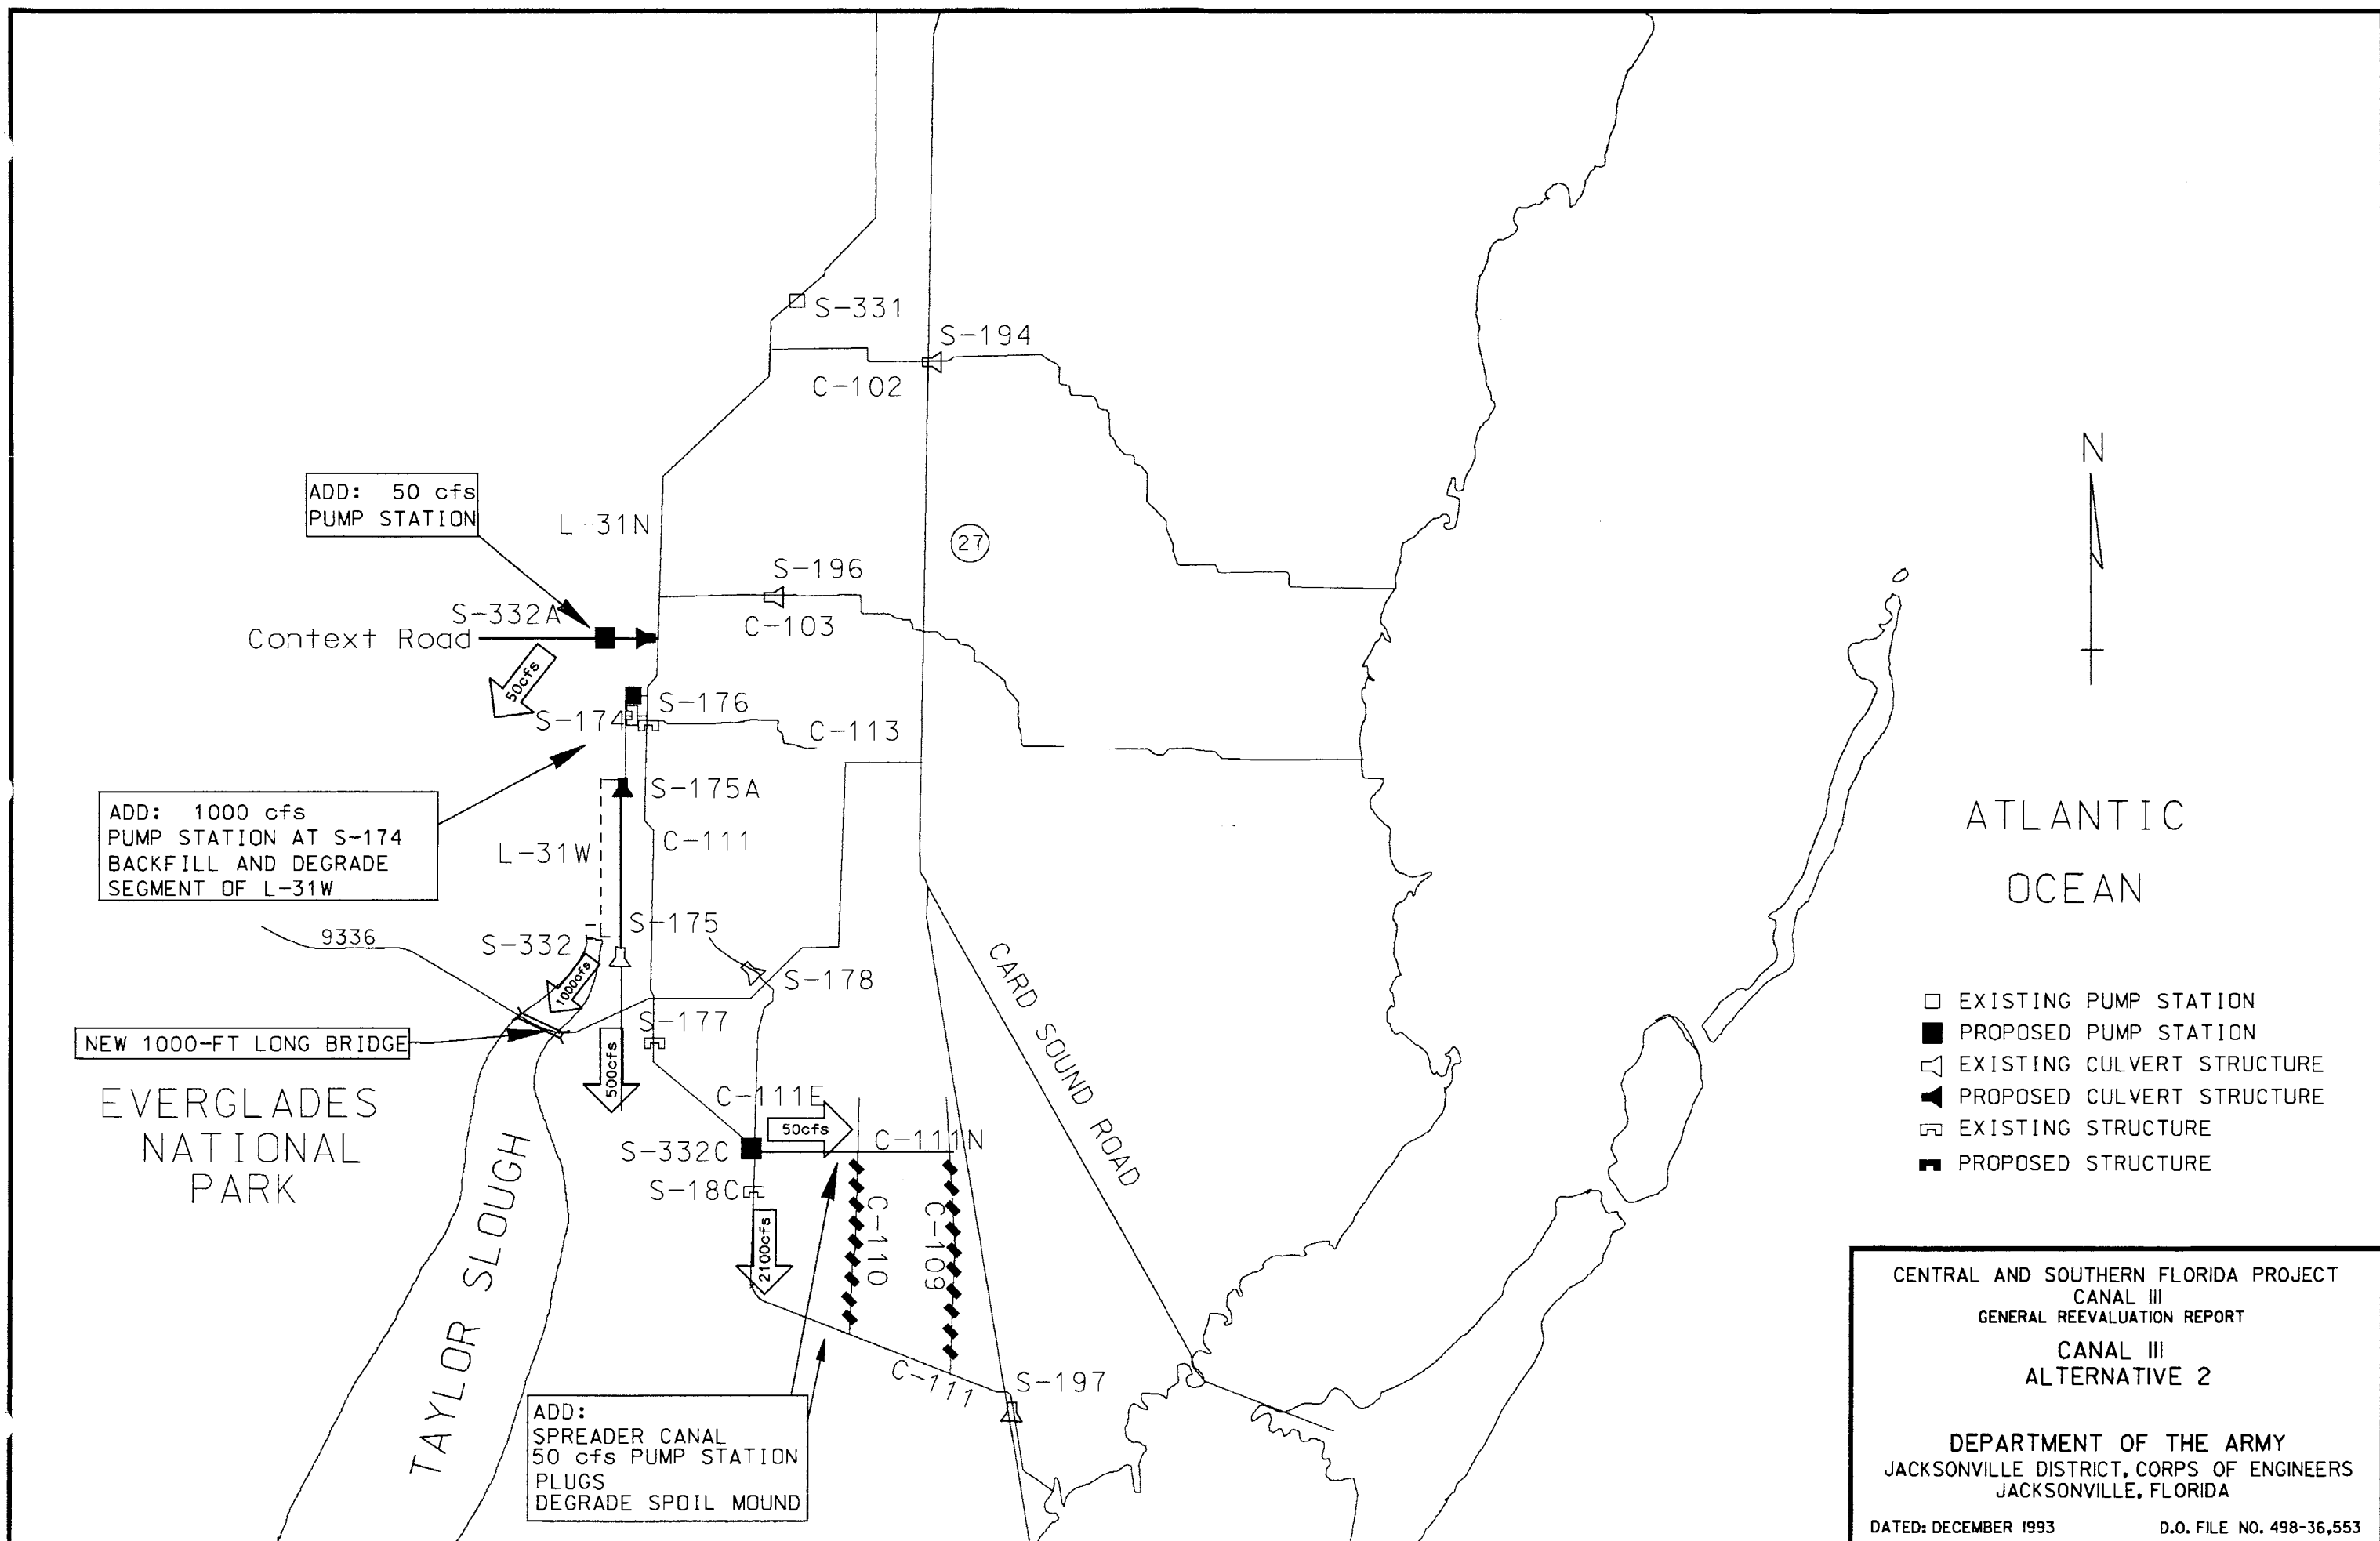 S-331
S-194
C-102
N
ADD: 50 cfs
PUMP STATION
L-31N
27
S-196
S-332A
C-103
Context Road
50cfs
S-176
S-174
C-113
S-175A
ADD: 1000 cfs
PUMP STATION AT S-174
BACKFILL AND DEGRADE
SEGMENT OF L-31W
C-111
L-31W
ATLANTIC
OCEAN
S-175
9336
S-332
S-178
1000cfs
CARD SOUND ROAD
S-177
NEW 1000-FT LONG BRIDGE
500cfs
EVERGLADES
NATIONAL
PARK
C-111E
50cfs
C-111N
S-332C
S-18C
TAYLOR SLOUGH
C-110
C-109
2100cfs
C-111
S-197
ADD:
SPREADER CANAL
50 cfs PUMP STATION
PLUGS
DEGRADE SPOIL MOUND
EXISTING PUMP STATION
PROPOSED PUMP STATION
EXISTING CULVERT STRUCTURE
PROPOSED CULVERT STRUCTURE
EXISTING STRUCTURE
PROPOSED STRUCTURE
CENTRAL AND SOUTHERN FLORIDA PROJECT
CANAL 111
GENERAL REEVALUATION REPORT
CANAL 111
ALTERNATIVE 2
DEPARTMENT OF THE ARMY
JACKSONVILLE DISTRICT, CORPS OF ENGINEERS
JACKSONVILLE, FLORIDA
DATED: DECEMBER 1993
D.O. FILE NO. 498-36,553